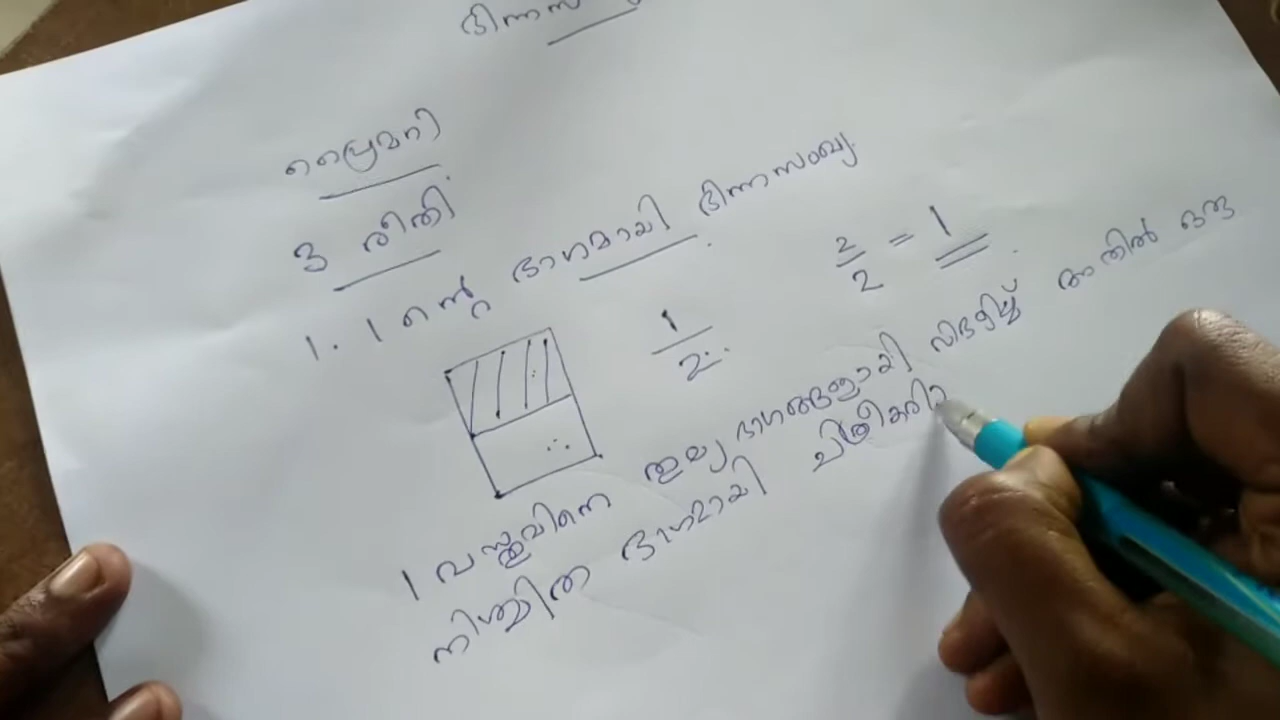 ഭിന്നസ
പ്രൈമറി
3 രീതി
1. 1 ന്റെ ഭാഗമായി ഭിന്നസംഖ്യ
1/2
2/2 = 1
1 വസ്തുവിനെ തുല്യ ഭാഗങ്ങളായി വിഭജിച്ച് അതിൽ ഒരു
നിശ്ചിത ഭാഗമായി ചിത്രീകരി